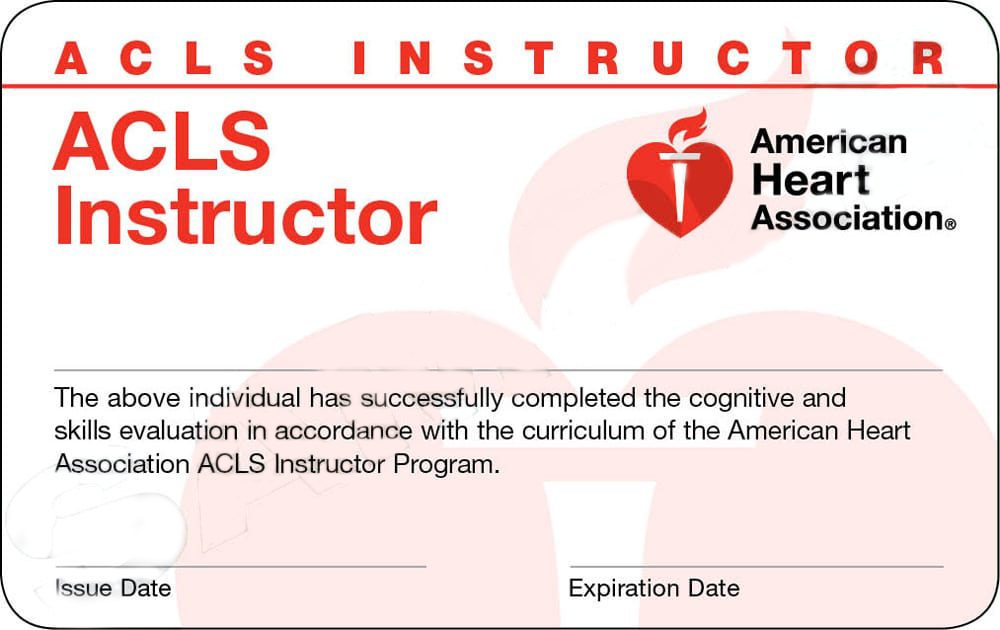 ACLS INSTRUCTOR
ACLS
Instructor
American
Heart
Association®
The above individual has successfully completed the cognitive and
skills evaluation in accordance with the curriculum of the American Heart
Association ACLS Instructor Program.
Issue Date
Expiration Date